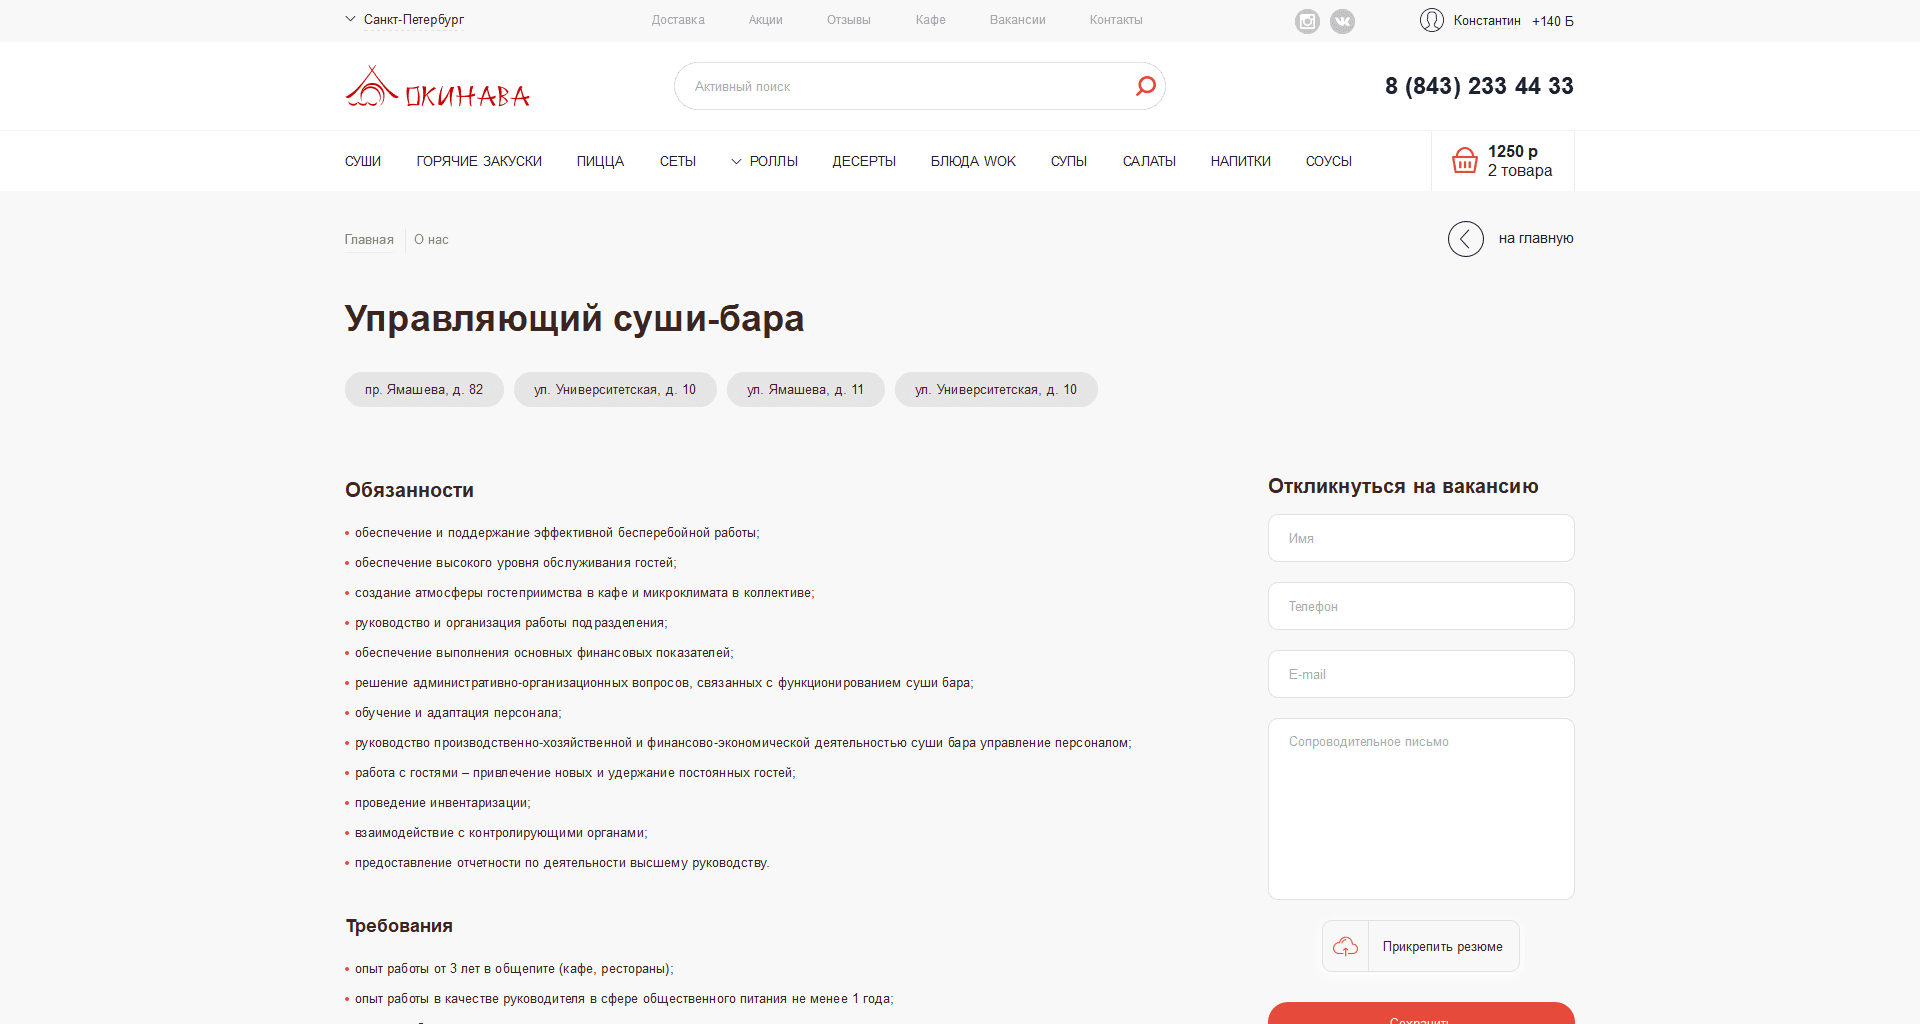 Санкт-Петербург
Доставка Акции Отзывы Кафе Вакансии Контакты
Константин +140 Б
ОКИНАВА
Активный поиск
8 (843) 233 44 33
СУШИ ГОРЯЧИЕ ЗАКУСКИ ПИЦЦА СЕТЫ РОЛЛЫ ДЕСЕРТЫ БЛЮДА WOK СУПЫ САЛАТЫ НАПИТКИ СОУСЫ
1250 р
2 товара
Главная О нас
на главную
Управляющий суши-бара
пр. Ямашева, д. 82 ул. Университетская, д. 10 ул. Ямашева, д. 11 ул. Университетская, д. 10
Обязанности
обеспечение и поддержание эффективной бесперебойной работы;
обеспечение высокого уровня обслуживания гостей;
создание атмосферы гостеприимства в кафе и микроклимата в коллективе;
руководство и организация работы подразделения;
обеспечение выполнения основных финансовых показателей;
решение административно-организационных вопросов, связанных с функционированием суши бара;
обучение и адаптация персонала;
руководство производственно-хозяйственной и финансово-экономической деятельностью суши бара управление персоналом;
работа с гостями – привлечение новых и удержание постоянных гостей;
проведение инвентаризации;
взаимодействие с контролирующими органами;
предоставление отчетности по деятельности высшему руководству.
Требования
опыт работы от 3 лет в общепите (кафе, рестораны);
опыт работы в качестве руководителя в сфере общественного питания не менее 1 года;
Откликнуться на вакансию
Имя
Телефон
E-mail
Сопроводительное письмо
Прикрепить резюме
Сохранить